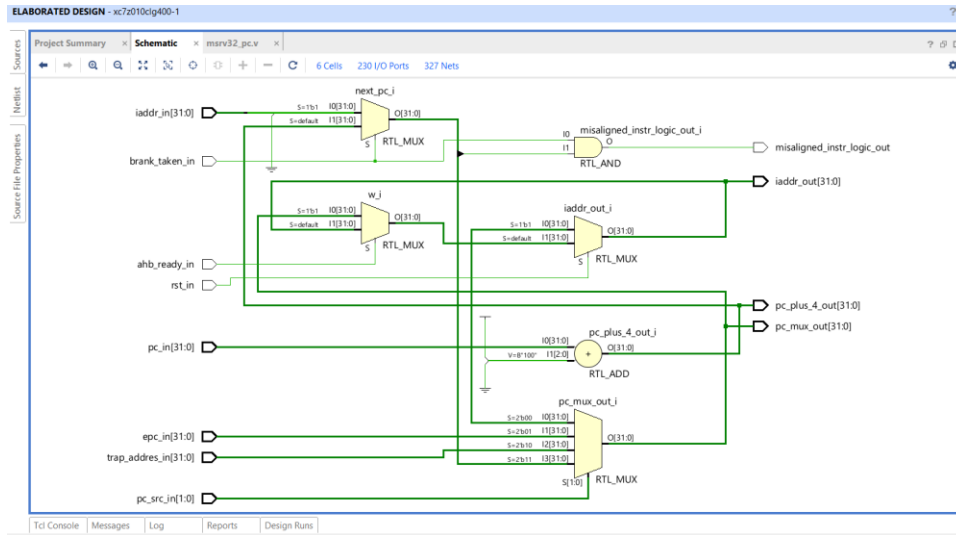 ELABORATED DESIGN - xc7z010clg400-1 ?
Project Summary × Schematic × msrv32_pc.v ×
6 Cells 230 I/O Ports 327 Nets
Sources
Netlist
Source File Properties
next_pc_i
iaddr_in[31:0]
S=1'b1 I0[31:0]
S=default I1[31:0]
O[31:0]
S
RTL_MUX
brank_taken_in
misaligned_instr_logic_out_i
I0
I1
O
RTL_AND
misaligned_instr_logic_out
iaddr_out[31:0]
w_i
S=1'b1 I0[31:0]
S=default I1[31:0]
O[31:0]
S
RTL_MUX
iaddr_out_i
S=1'b1 I0[31:0]
S=default I1[31:0]
O[31:0]
S
RTL_MUX
ahb_ready_in
rst_in
pc_plus_4_out[31:0]
pc_mux_out[31:0]
pc_in[31:0]
pc_plus_4_out_i
I0[31:0]
V=B"100" I1[2:0]
+
O[31:0]
RTL_ADD
pc_mux_out_i
S=2'b00 I0[31:0]
S=2'b01 I1[31:0]
S=2'b10 I2[31:0]
S=2'b11 I3[31:0]
O[31:0]
S[1:0]
RTL_MUX
epc_in[31:0]
trap_addres_in[31:0]
pc_src_in[1:0]
Tcl Console Messages Log Reports Design Runs